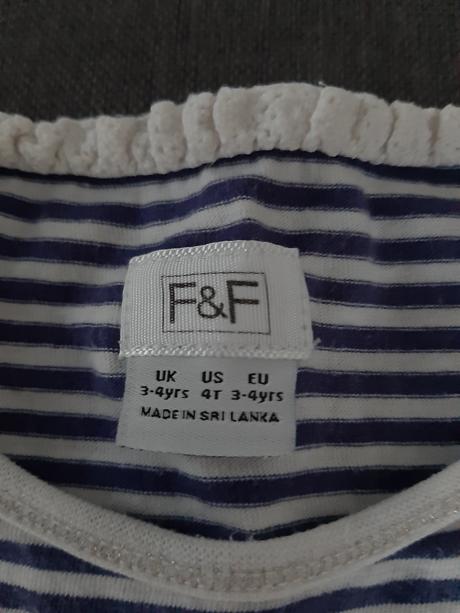 F&F
UK US EU
3-4yrs 4T 3-4yrs
MADE IN SRI LANKA